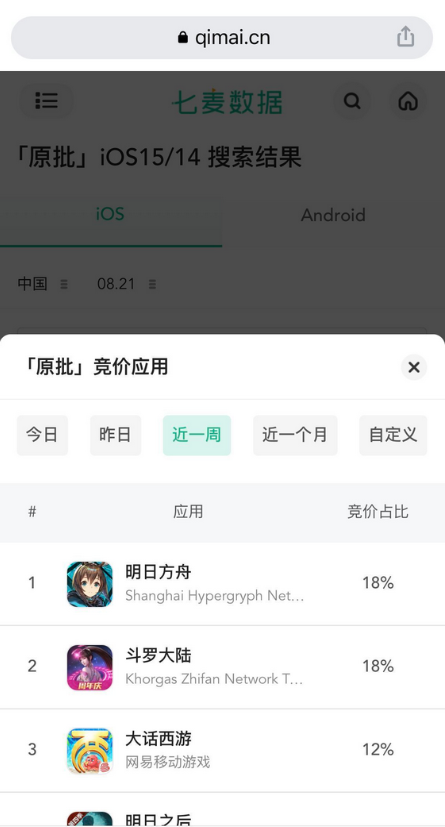 qimai.cn
七麦数据
「原批」iOS15/14 搜索结果
iOS
Android
中国
08.21
「原批」竞价应用
今日
昨日
近一周
近一个月
自定义
#
应用
竞价占比
1
明日方舟
Shanghai Hypergryph Net...
18%
2
斗罗大陆
Khorgas Zhifan Network T...
18%
周年庆
3
大话西游
网易移动游戏
12%
明日之后